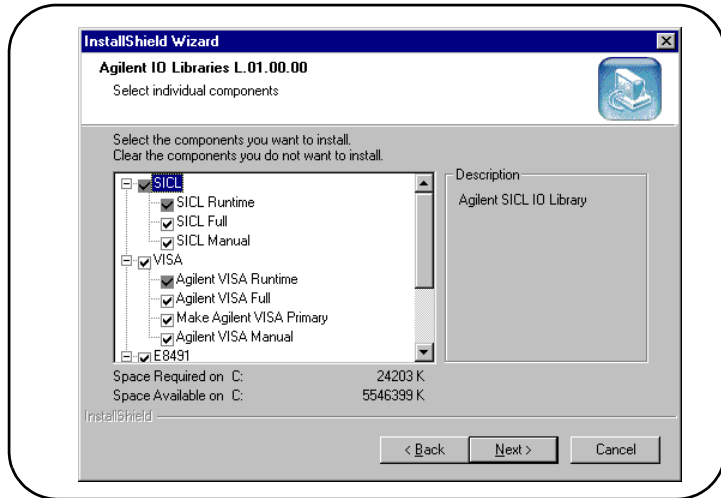 InstallShield Wizard
Agilent IO Libraries L.01.00.00
Select individual components
Select the components you want to install.
Clear the components you do not want to install.
SICL
SICL Runtime
SICL Full
SICL Manual
VISA
Agilent VISA Runtime
Agilent VISA Full
Make Agilent VISA Primary
Agilent VISA Manual
E8491
Description
Agilent SICL IO Library
Space Required on C: 24203 K
Space Available on C: 5546399 K
InstallShield
< Back Next > Cancel